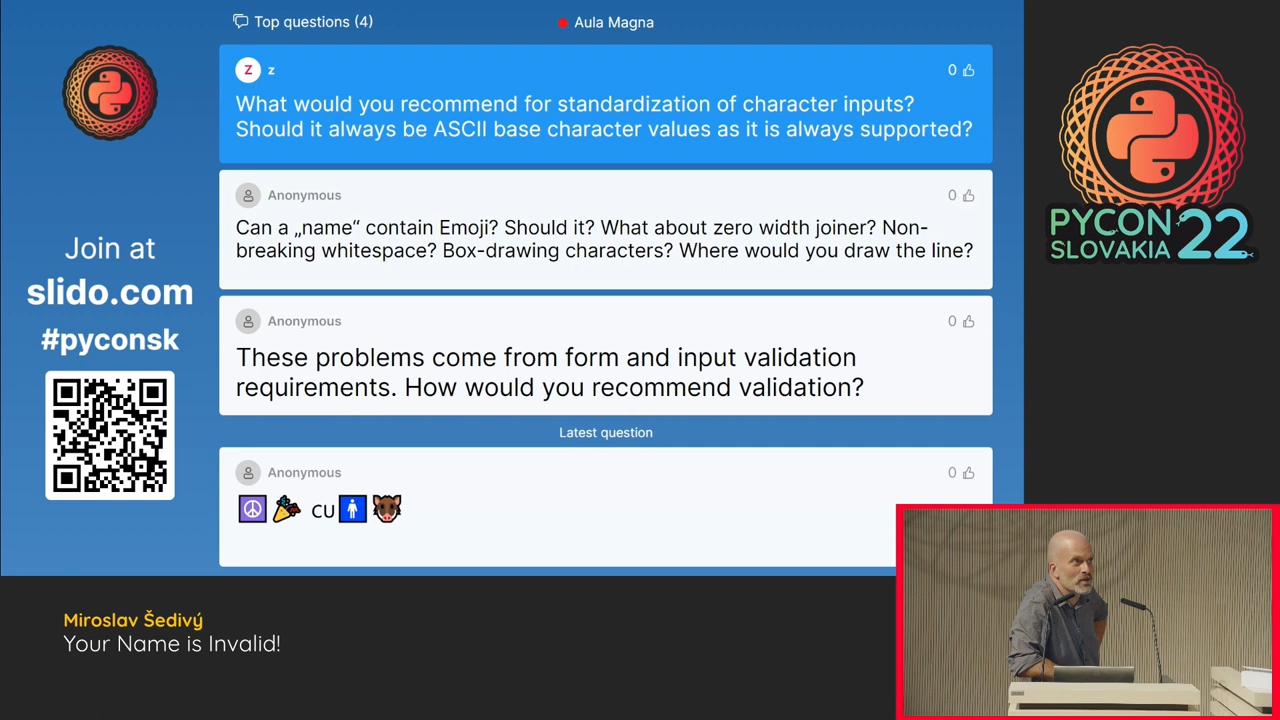 Top questions (4)
Aula Magna
Z z
0
What would you recommend for standardization of character inputs?
Should it always be ASCII base character values as it is always supported?
Anonymous
0
Can a „name“ contain Emoji? Should it? What about zero width joiner? Non-
breaking whitespace? Box-drawing characters? Where would you draw the line?
Anonymous
0
These problems come from form and input validation
requirements. How would you recommend validation?
Latest question
Anonymous
0
☮️🎉 cu🚹🐗
Join at
slido.com
#pyconsk
PYCON
SLOVAKIA
22
Miroslav Šedivý
Your Name is Invalid!